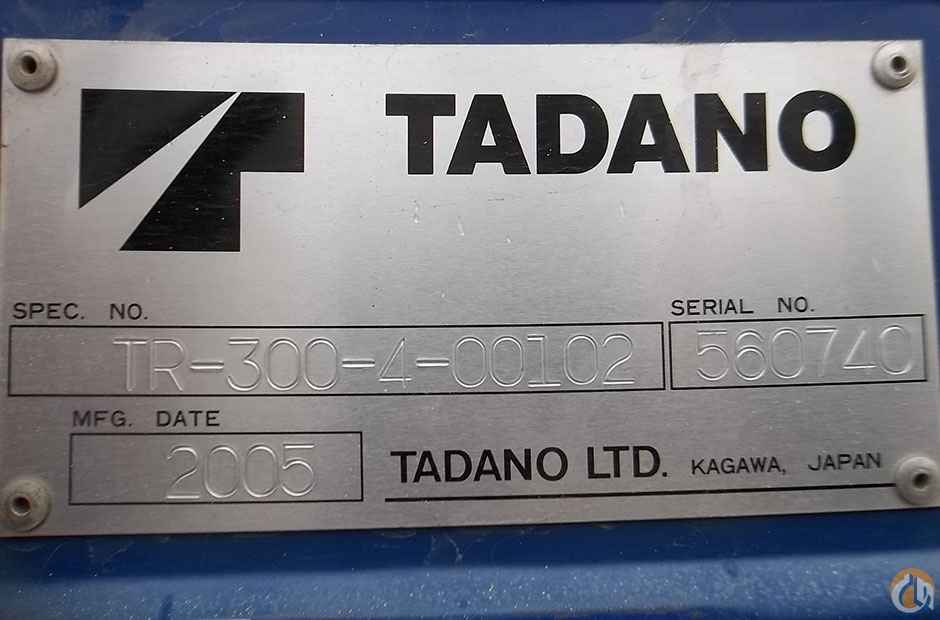 TADANO
SPEC. NO.
TR-300-4-00102
SERIAL NO.
560740
MFG. DATE
2005
TADANO LTD. KAGAWA, JAPAN